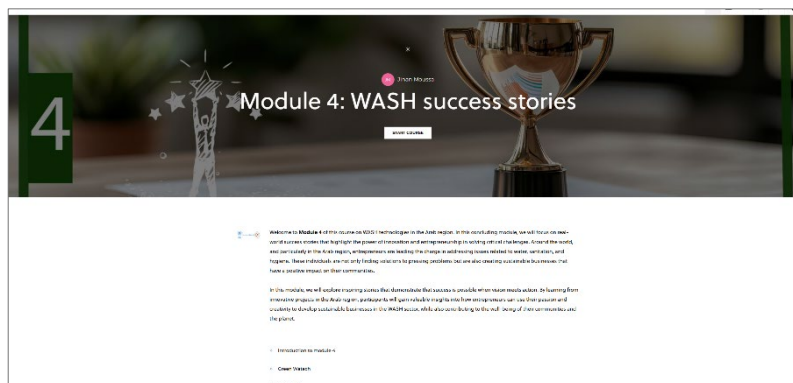 4
Jinan Moussa
Module 4: WASH success stories
START COURSE
Welcome to Module 4 of this course on WASH technologies in the Arab region. In this concluding module, we will focus on real-
world success stories that highlight the power of innovation and entrepreneurship in solving critical challenges. Around the world,
and particularly in the Arab region, entrepreneurs are leading the change in addressing issues related to water, sanitation, and
hygiene. These individuals are not only finding solutions to pressing problems but are also creating sustainable businesses that
have a positive impact on their communities.
In this module, we will explore inspiring stories that demonstrate that success is possible when vision meets action. By learning from
innovative projects in the Arab region, participants will gain valuable insights into how entrepreneurs can use their passion and
creativity to develop sustainable businesses in the WASH sector, while also contributing to the well-being of their communities and
the planet.
Introduction to module 4
Green Watech